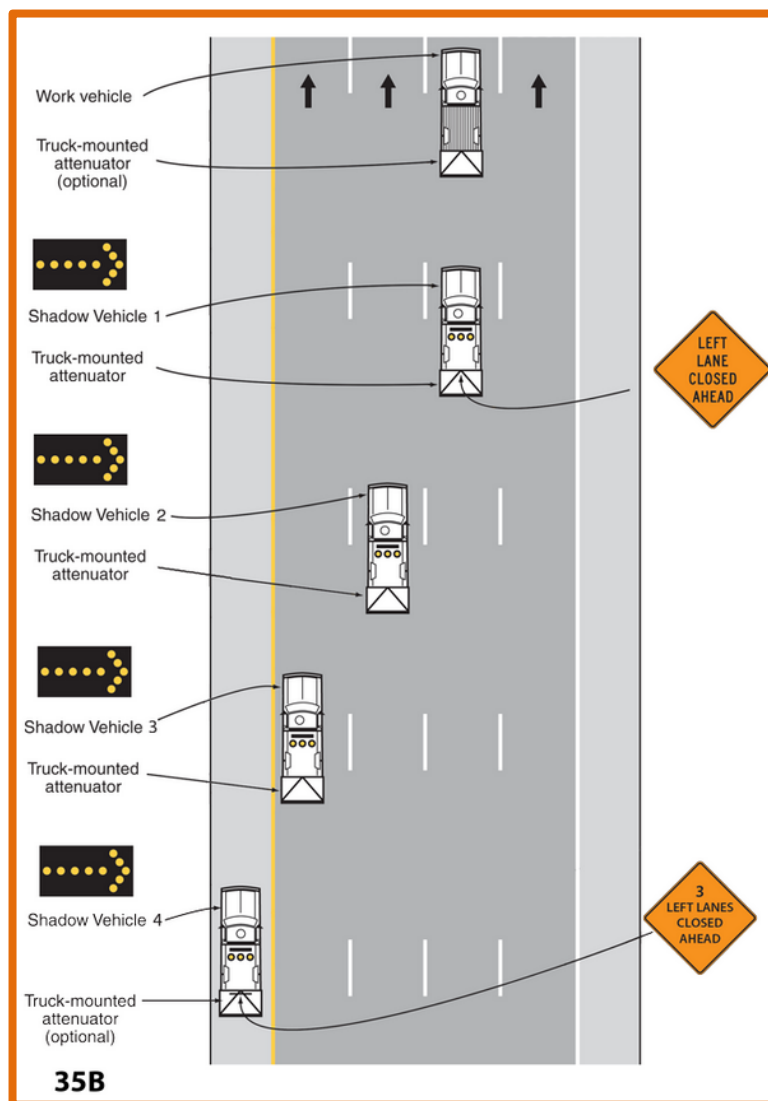 Work vehicle
Truck-mounted
attenuator
(optional)
Shadow Vehicle 1
Truck-mounted
attenuator
LEFT
LANE
CLOSED
AHEAD
Shadow Vehicle 2
Truck-mounted
attenuator
Shadow Vehicle 3
Truck-mounted
attenuator
Shadow Vehicle 4
3
LEFT LANES
CLOSED
AHEAD
Truck-mounted
attenuator
(optional)
35B